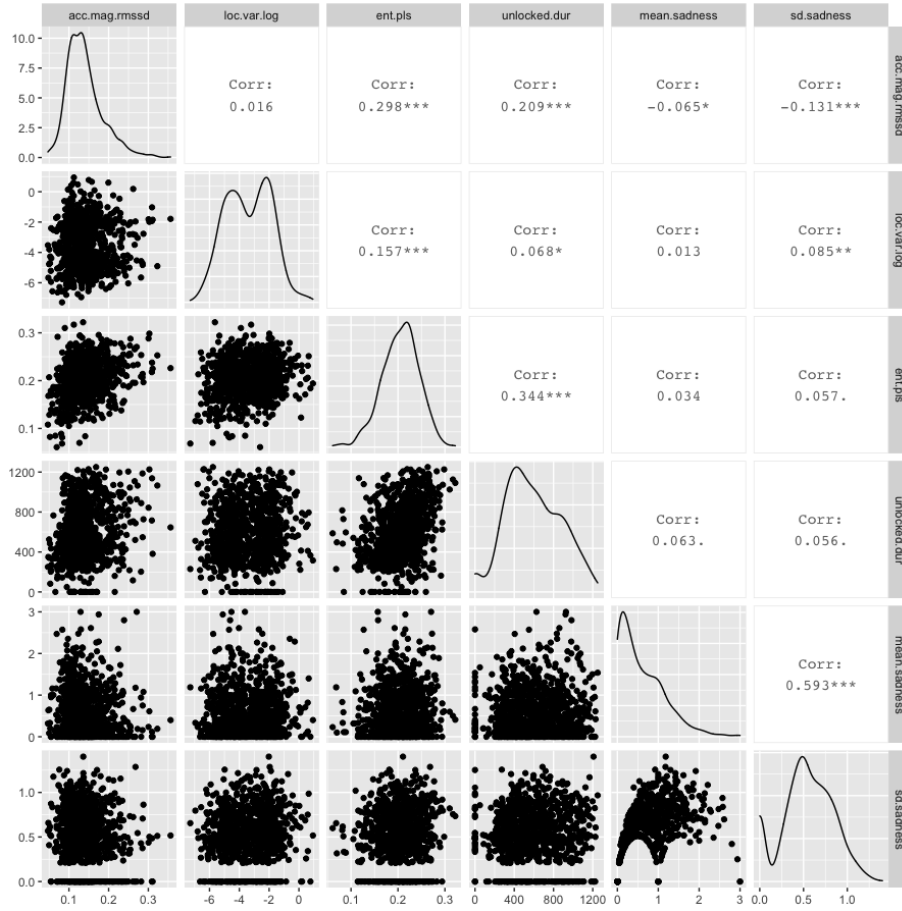 acc.mag.rmssd loc.var.log ent.pls unlocked.dur mean.sadness sd.sadness
10.0
7.5
5.0
2.5
0.0
Corr:
0.016
Corr:
0.298***
Corr:
0.209***
Corr:
-0.065*
Corr:
-0.131***
acc.mag.rmssd
0
-2
-4
-6
Corr:
0.157***
Corr:
0.068*
Corr:
0.013
Corr:
0.085**
loc.var.log
0.3
0.2
0.1
Corr:
0.344***
Corr:
0.034
Corr:
0.057.
ent.pls
1200
800
400
0
Corr:
0.063.
Corr:
0.056.
unlocked.dur
3
2
1
0
Corr:
0.593***
mean.sadness
1.0
0.5
0.0
sd.sadness
0.1 0.2 0.3 -6 -4 -2 0 0.1 0.2 0.3 0 400 800 1200 0 1 2 3 0.0 0.5 1.0